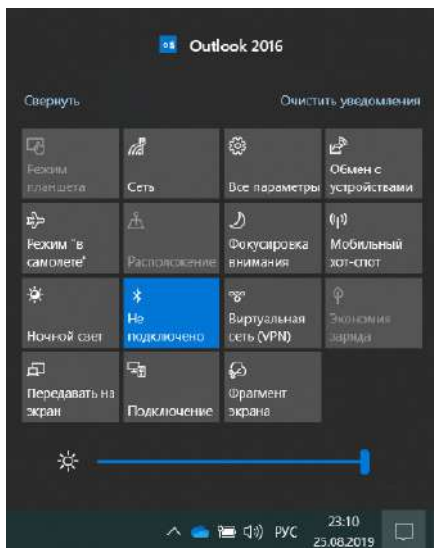 Outlook 2016
Свернуть
Очистить уведомления
Режим
планшета
Сеть
Все параметры
Обмен с
устройствами
Режим "в
самолете"
Расположение
Фокусировка
внимания
Мобильный
хот-спот
Ночной свет
Не
подключено
Виртуальная
сеть (VPN)
Экономия
заряда
Передавать на
экран
Подключение
Фрагмент
экрана
РУС
23:10
25.08.2019